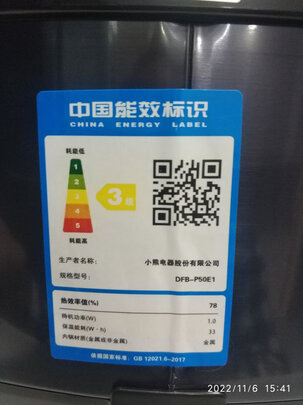 中国能效标识
CHINA ENERGY LABEL
耗能低
1
2
3
4
5
耗能高
3级
生产者名称: 小熊电器股份有限公司
规格型号: DFB-P50E1
热效率值(%) 78
待机功率(W) 1.0
保温能耗(W·h) 33
内锅材质(金属或非金属) 金属
依据国家标准: GB 12021.6-2017
2022/11/6 15:41